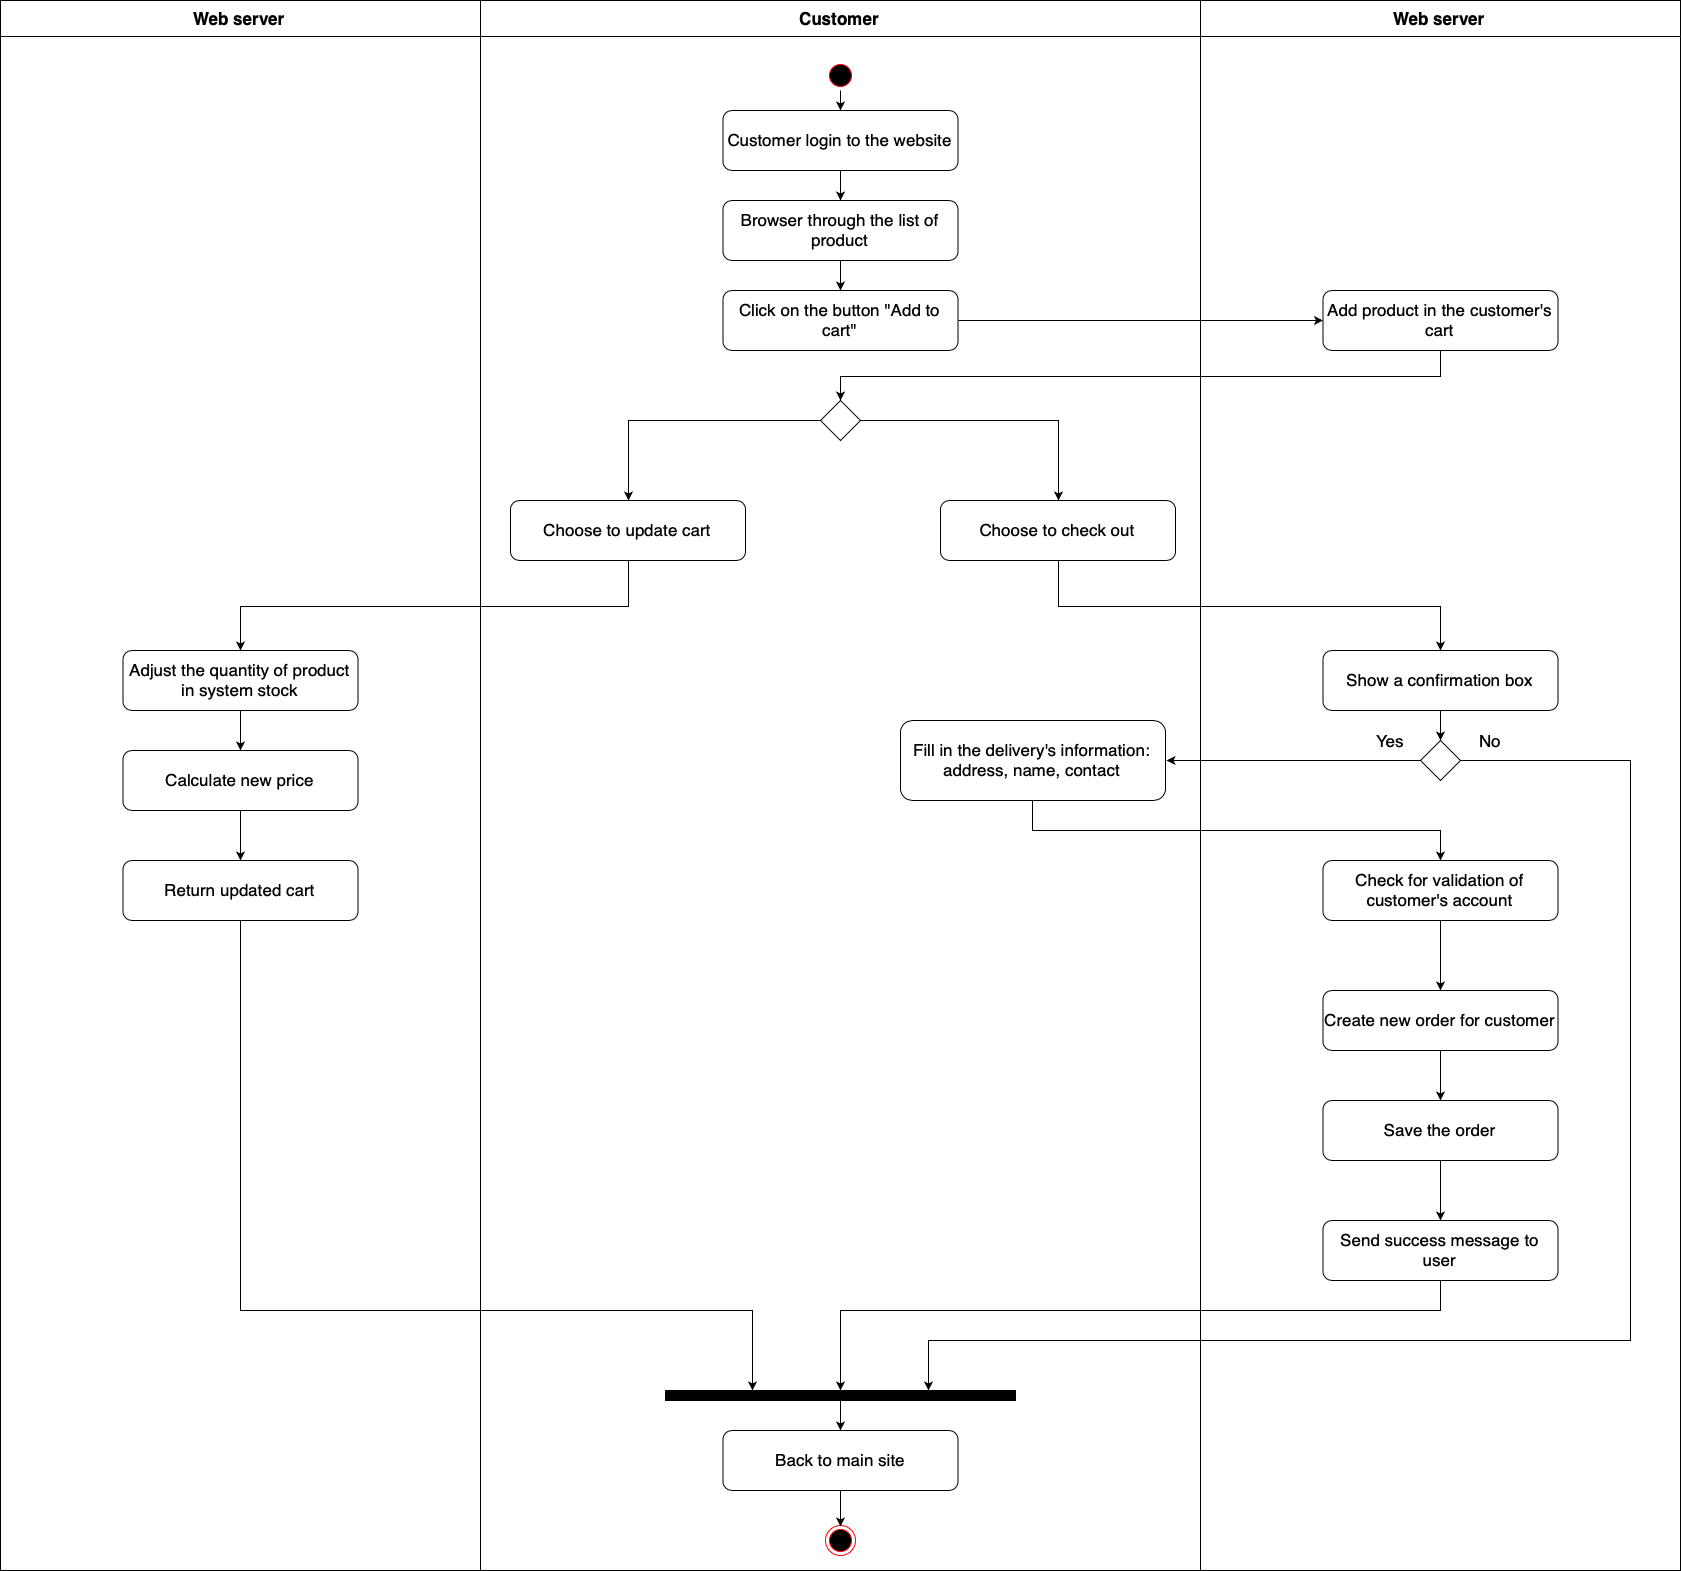 Web server
Customer
Web server
Customer login to the website
Browser through the list of
product
Click on the button "Add to
cart"
Add product in the customer's
cart
Choose to update cart
Choose to check out
Adjust the quantity of product
in system stock
Show a confirmation box
Yes
No
Fill in the delivery's information:
address, name, contact
Calculate new price
Return updated cart
Check for validation of
customer's account
Create new order for customer
Save the order
Send success message to
user
Back to main site